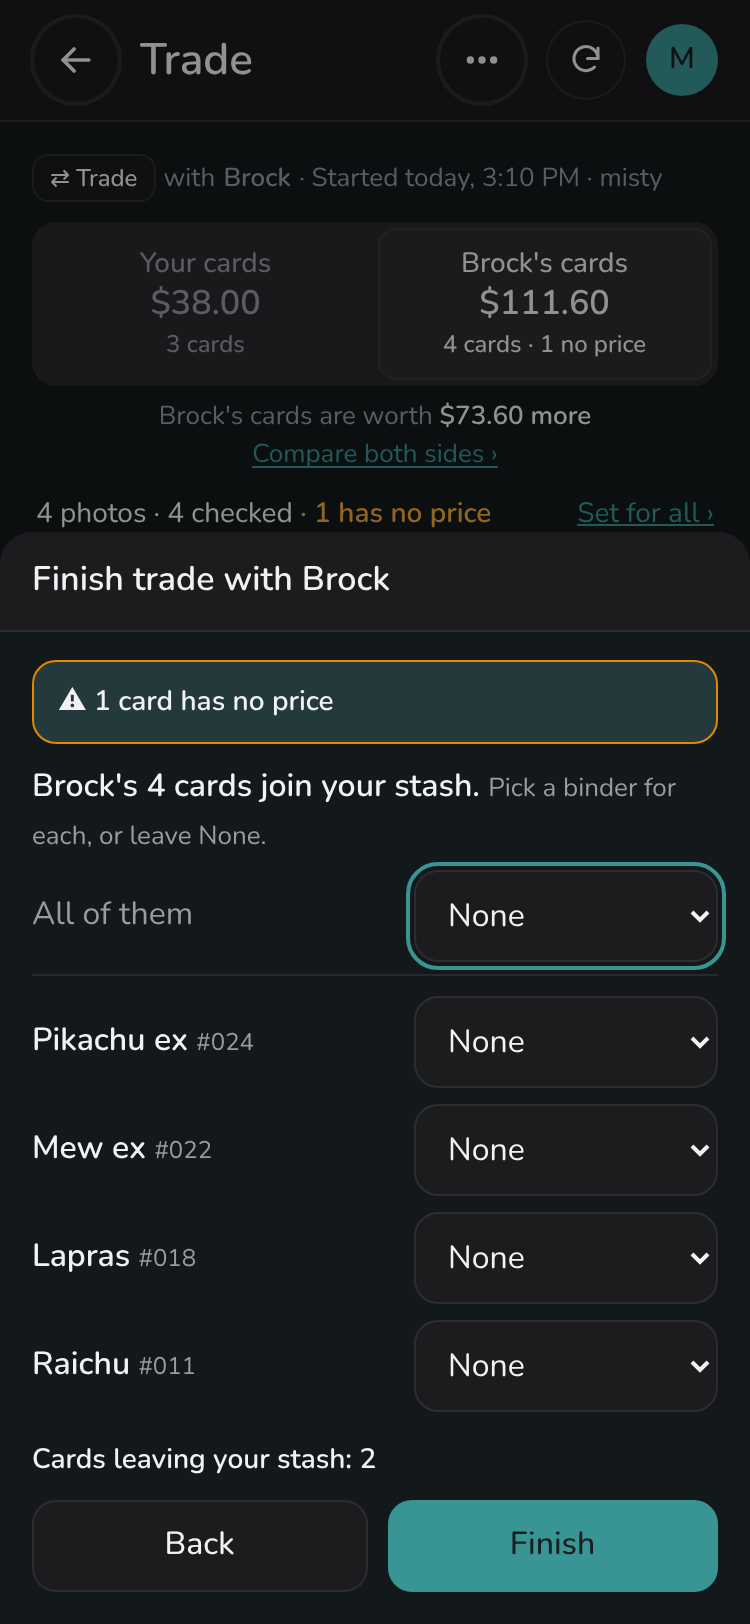 Trade
M
⇄ Trade with Brock · Started today, 3:10 PM · misty
Your cards
$38.00
3 cards
Brock's cards
$111.60
4 cards · 1 no price
Brock's cards are worth $73.60 more
Compare both sides ›
4 photos · 4 checked · 1 has no price
Set for all ›
Finish trade with Brock
⚠ 1 card has no price
Brock's 4 cards join your stash. Pick a binder for
each, or leave None.
All of them None
Pikachu ex #024 None
Mew ex #022 None
Lapras #018 None
Raichu #011 None
Cards leaving your stash: 2
Back
Finish